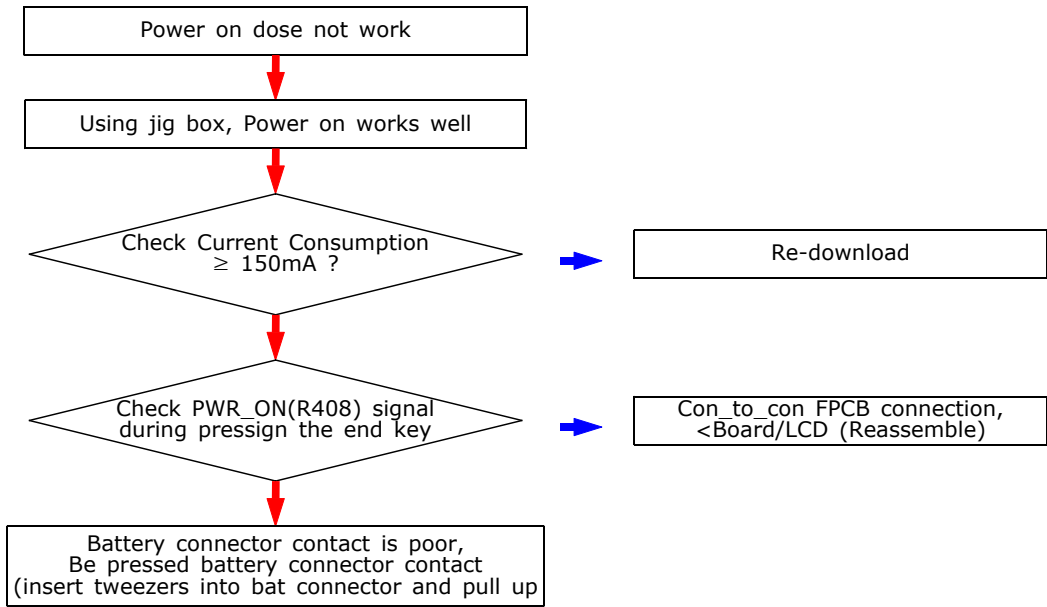 Power on dose not work
Using jig box, Power on works well
Check Current Consumption
≥ 150mA ?
Re-download
Check PWR_ON(R408) signal
during pressign the end key
Con_to_con FPCB connection,
<Board/LCD (Reassemble)
Battery connector contact is poor,
Be pressed battery connector contact
(insert tweezers into bat connector and pull up